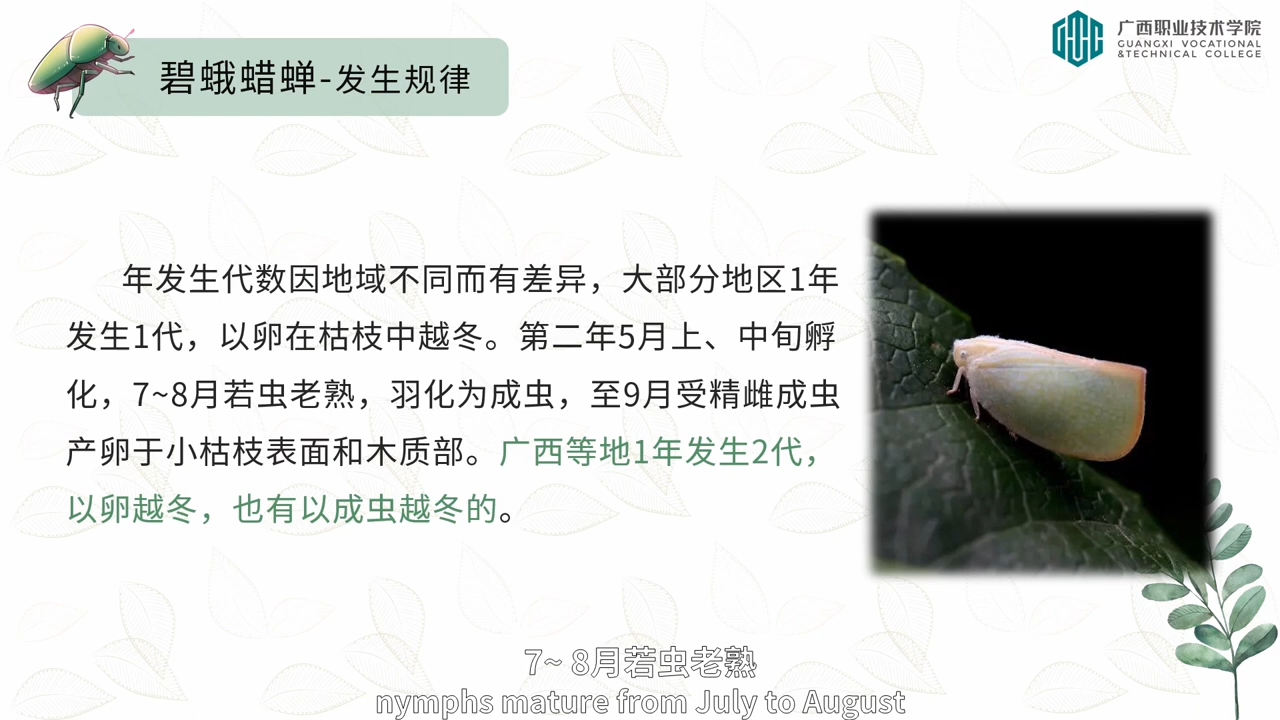 碧蛾蜡蝉-发生规律
广西职业技术学院
GUANGXI VOCATIONAL
&TECHNICAL COLLEGE
年发生代数因地域不同而有差异，大部分地区1年
发生1代，以卵在枯枝中越冬。第二年5月上、中旬孵
化，7~8月若虫老熟，羽化为成虫，至9月受精雌成虫
产卵于小枯枝表面和木质部。广西等地1年发生2代，
以卵越冬，也有以成虫越冬的。
7~ 8月若虫老熟
nymphs mature from July to August